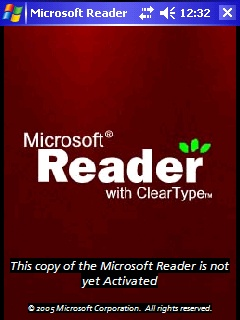 Microsoft Reader 12:32
Microsoft®
Reader
with ClearType™
This copy of the Microsoft Reader is not
yet Activated
© 2005 Microsoft Corporation. All rights reserved.